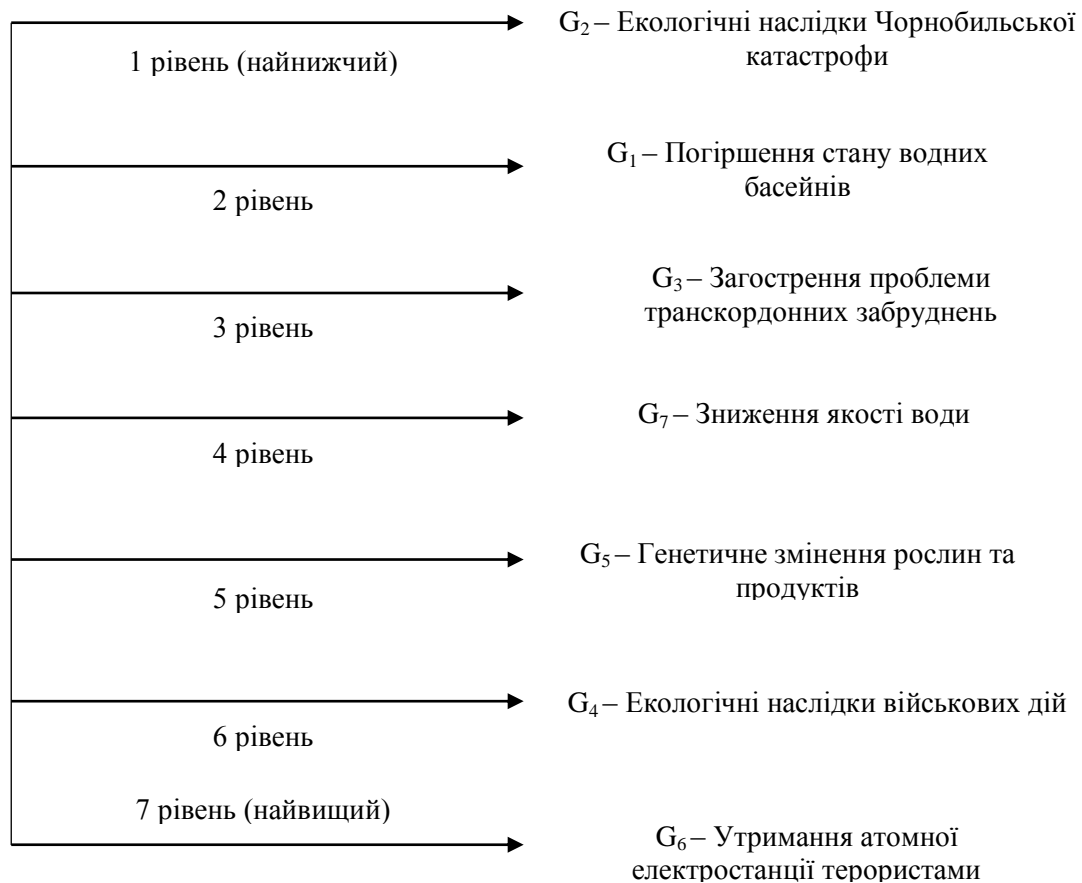 G₂ – Екологічні наслідки Чорнобильської
катастрофи
1 рівень (найнижчий)
G₁ – Погіршення стану водних
басейнів
2 рівень
G₃ – Загострення проблеми
транскордонних забруднень
3 рівень
G₇ – Зниження якості води
4 рівень
G₅ – Генетичне змінення рослин та
продуктів
5 рівень
G₄ – Екологічні наслідки військових дій
6 рівень
7 рівень (найвищий)
G₆ – Утримання атомної
електростанції терористами